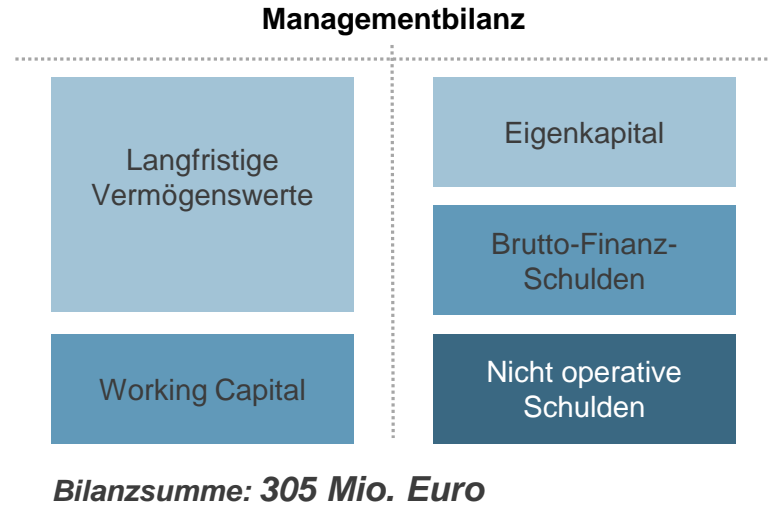 Managementbilanz
Langfristige
Vermögenswerte
Working Capital
Eigenkapital
Brutto-Finanz-
Schulden
Nicht operative
Schulden
Bilanzsumme: 305 Mio. Euro